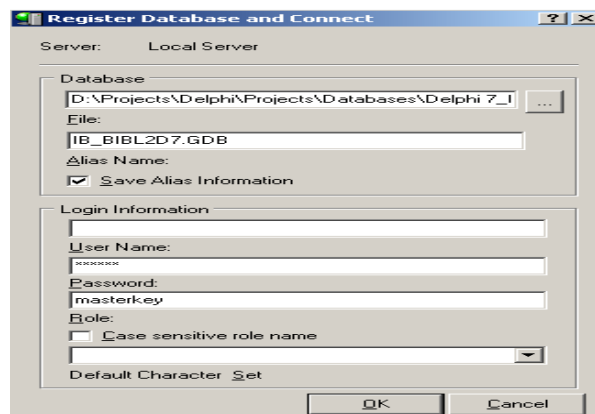 Register Database and Connect
Server: Local Server
Database
D:\Projects\Delphi\Projects\Databases\Delphi 7_I
...
File:
IB_BIBL2D7.GDB
Alias Name:
Save Alias Information
Login Information
User Name:
******
Password:
masterkey
Role:
Case sensitive role name
Default Character Set
OK Cancel